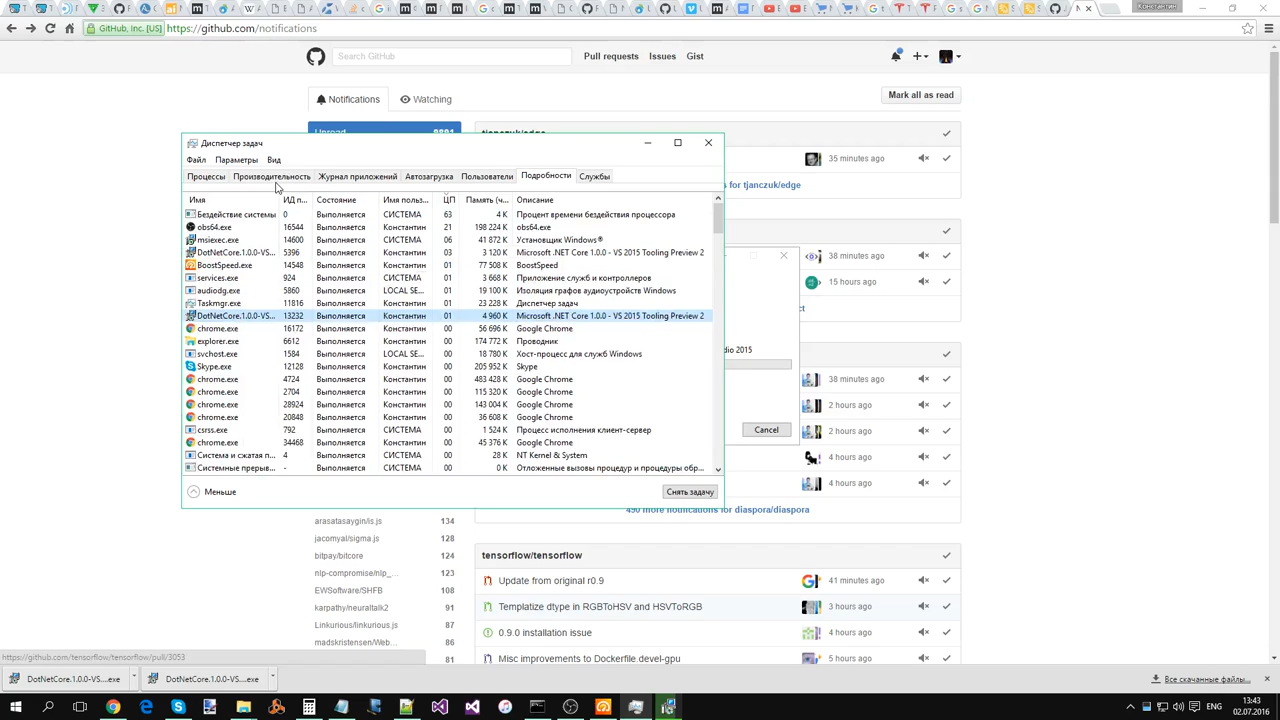 Константин
GitHub, Inc. [US] https://github.com/notifications
Search GitHub Pull requests Issues Gist
Notifications Watching Mark all as read
Unread 8891
tjanczuk/edge
35 minutes ago
s for tjanczuk/edge
38 minutes ago
15 hours ago
38 minutes ago
2 hours ago
2 hours ago
4 hours ago
4 hours ago
490 more notifications for diaspora/diaspora
Диспетчер задач
Файл Параметры Вид
Процессы Производительность Журнал приложений Автозагрузка Пользователи Подробности Службы
Имя ИД п... Состояние Имя польз... ЦП Память (ч... Описание
Бездействие системы 0 Выполняется СИСТЕМА 63 4 K Процент времени бездействия процессора
obs64.exe 16544 Выполняется Константин 21 198 224 K obs64.exe
msiexec.exe 14600 Выполняется СИСТЕМА 06 41 872 K Установщик Windows®
DotNetCore.1.0.0-VS... 5396 Выполняется Константин 03 3 120 K Microsoft .NET Core 1.0.0 - VS 2015 Tooling Preview 2
BoostSpeed.exe 14548 Выполняется Константин 01 77 508 K BoostSpeed
services.exe 924 Выполняется СИСТЕМА 01 3 668 K Приложение служб и контроллеров
audiodg.exe 5860 Выполняется LOCAL SE... 01 19 100 K Изоляция графов аудиоустройств Windows
Taskmgr.exe 11816 Выполняется Константин 01 23 228 K Диспетчер задач
DotNetCore.1.0.0-VS... 13232 Выполняется Константин 01 4 960 K Microsoft .NET Core 1.0.0 - VS 2015 Tooling Preview 2
chrome.exe 16172 Выполняется Константин 00 56 696 K Google Chrome
explorer.exe 6612 Выполняется Константин 00 174 772 K Проводник
svchost.exe 1584 Выполняется LOCAL SE... 00 18 780 K Хост-процесс для служб Windows
Skype.exe 12128 Выполняется Константин 00 205 952 K Skype
chrome.exe 4724 Выполняется Константин 00 483 428 K Google Chrome
chrome.exe 2704 Выполняется Константин 00 115 320 K Google Chrome
chrome.exe 28924 Выполняется Константин 00 143 004 K Google Chrome
chrome.exe 20848 Выполняется Константин 00 36 608 K Google Chrome
csrss.exe 792 Выполняется СИСТЕМА 00 1 524 K Процесс исполнения клиент-сервер
chrome.exe 34468 Выполняется Константин 00 45 376 K Google Chrome
Система и сжатая п... 4 Выполняется СИСТЕМА 00 28 K NT Kernel & System
Системные прерыв... - Выполняется СИСТЕМА 00 0 K Отложенные вызовы процедур и процедуры обр...
Меньше Снять задачу
dio 2015
Cancel
arasatasaygin/is.js 134
jacomyal/sigma.js 128
bitpay/bitcore 124
nlp-compromise/nlp_... 123
EWSoftware/SHFB 108
karpathy/neuraltalk2 91
Linkurious/linkurious.js 87
madskristensen/Web... 86
81
tensorflow/tensorflow
Update from original r0.9 41 minutes ago
Templatize dtype in RGBToHSV and HSVToRGB 3 hours ago
0.9.0 installation issue 4 hours ago
Misc improvements to Dockerfile.devel-gpu 5 hours ago
https://github.com/tensorflow/tensorflow/pull/3053
DotNetCore.1.0.0-VS....exe DotNetCore.1.0.0-VS....exe Все скачанные файлы...
ENG 13:43
02.07.2016